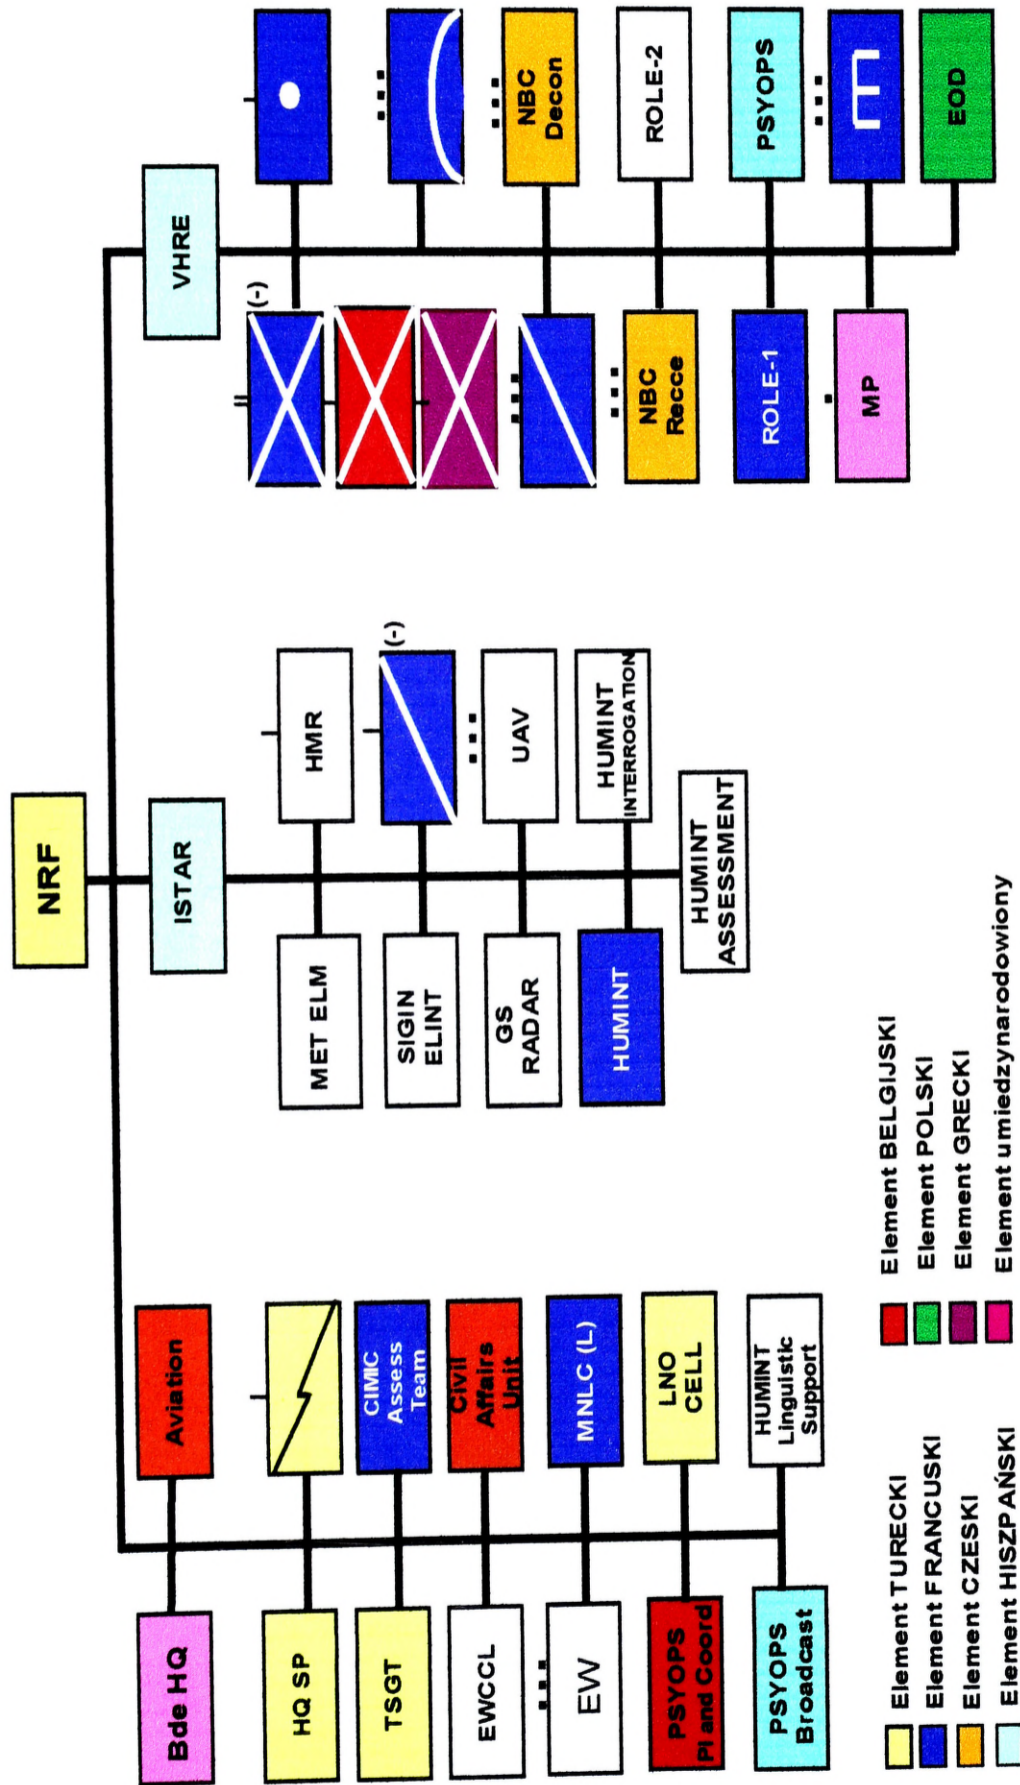 NRF
ISTAR
VHRE
Bde HQ
Aviation
HQ SP
TSGT
CIMIC
Assess
Team
EWCCL
Civil
Affairs
Unit
EW
MNLC (L)
PSYOPS
PI and Coord
LNO
CELL
PSYOPS
Broadcast
HUMINT
Linguistic
Support
MET ELM
HMR
SIGIN
ELINT
(-)
GS
RADAR
UAV
HUMINT
HUMINT
INTERROGATION
HUMINT
ASSESSMENT
(-)
NBC
Decon
NBC
Recce
ROLE-2
ROLE-1
PSYOPS
MP
EOD
Element TURECKI
Element FRANCUSKI
Element CZESKI
Element HISZPAŃSKI
Element BELGIJSKI
Element POLSKI
Element GRECKI
Element umiedzynarodowiony